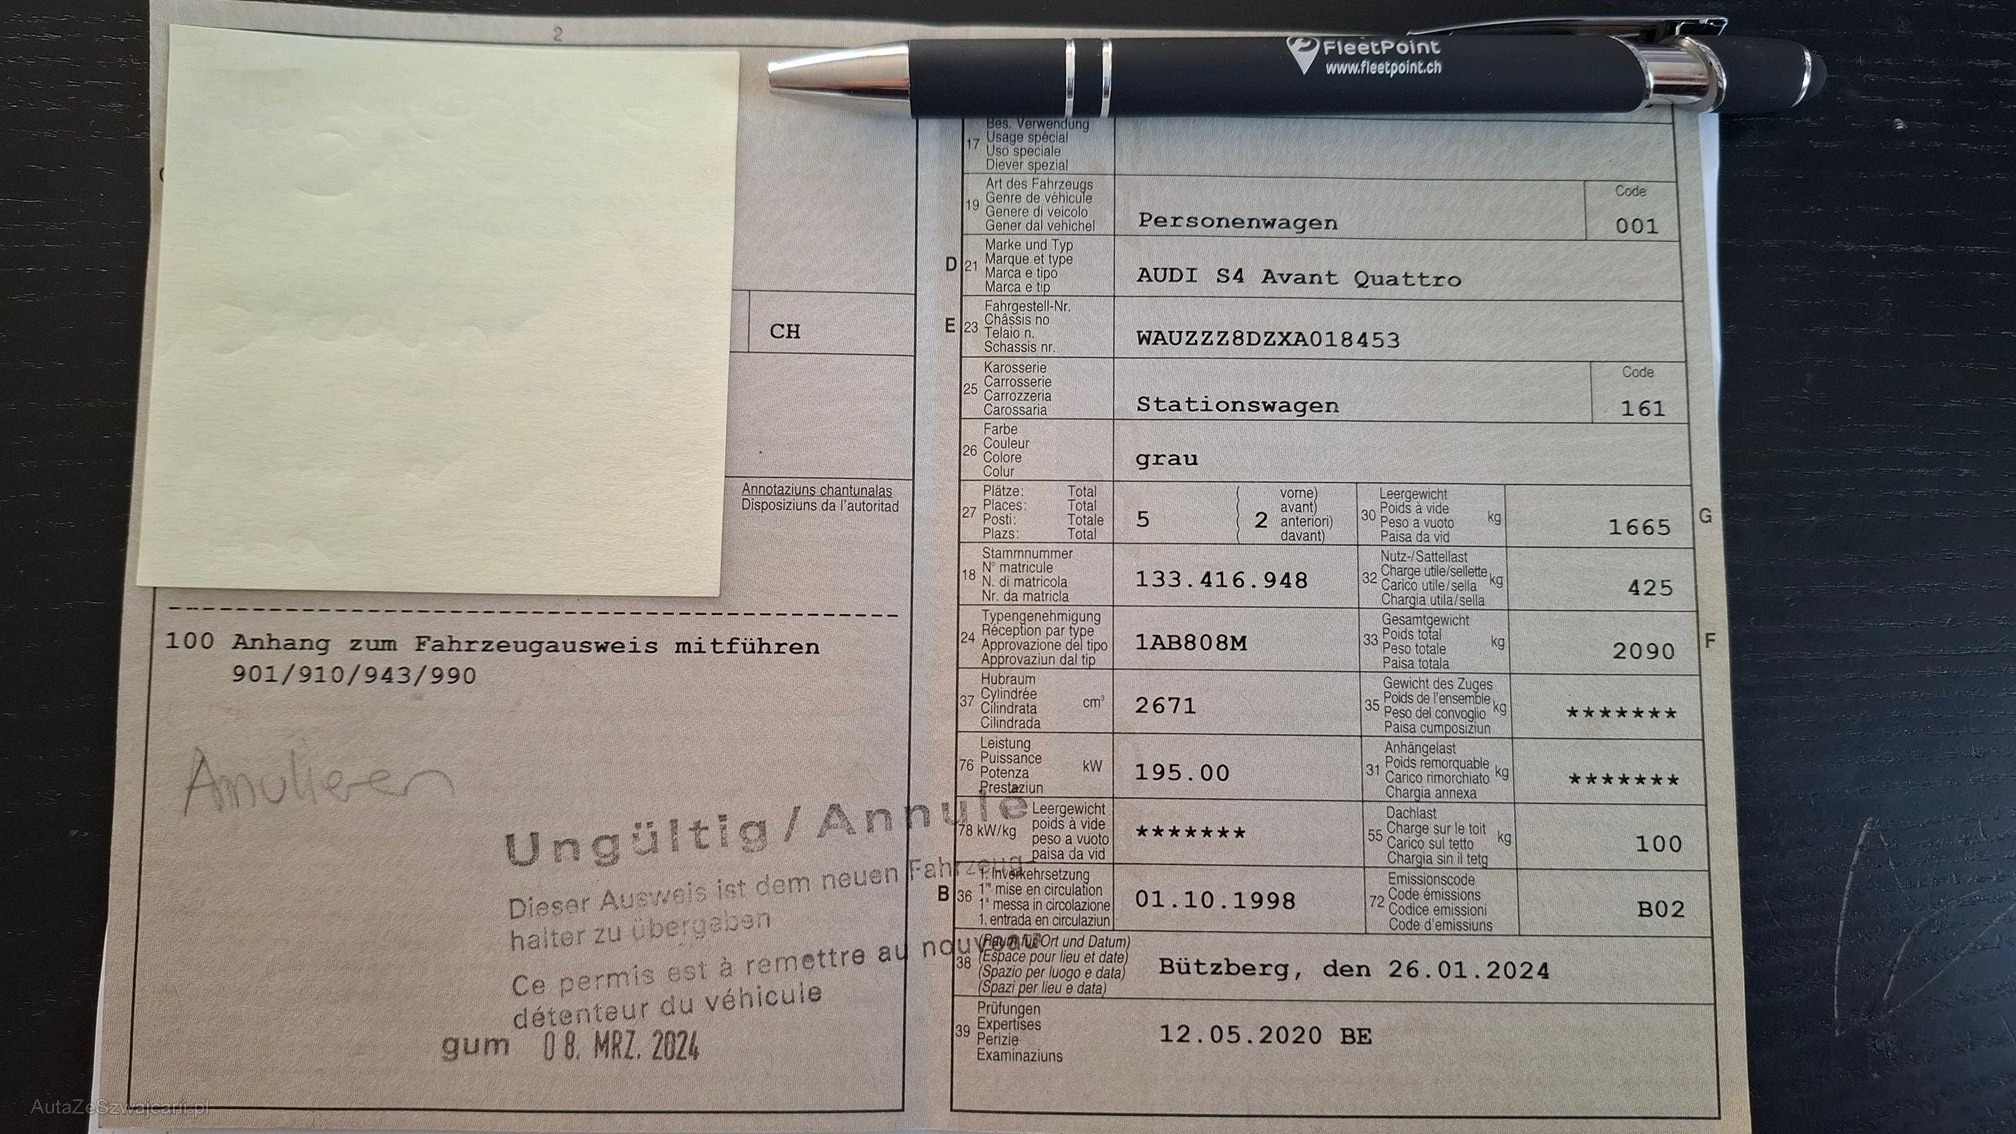 2
FleetPoint
www.fleetpoint.ch
CH
Annotaziuns chantunalas
Disposiziuns da l'autoritad
100 Anhang zum Fahrzeugausweis mitführen
901/910/943/990
Anulieren
Ungültig / Annulé
Dieser Ausweis ist dem neuen Fahrzeug
halter zu übergeben
Ce permis est à remettre au nouveau
détenteur du véhicule
gum 08. MRZ. 2024
17
Bes. Verwendung
Usage spécial
Uso speciale
Diever spezial
19
Art des Fahrzeugs
Genre de véhicule
Genere di veicolo
Gener dal vehichel
Personenwagen
Code
001
D 21
Marke und Typ
Marque et type
Marca e tipo
Marca e tip
AUDI S4 Avant Quattro
E 23
Fahrgestell-Nr.
Châssis no
Telaio n.
Schassis nr.
WAUZZZ8DZXA018453
25
Karosserie
Carrosserie
Carrozzeria
Carossaria
Stationswagen
Code
161
26
Farbe
Couleur
Colore
Colur
grau
27
Plätze: Total
Places: Total
Posti: Totale
Plazs: Total
5
2
vorne)
avant)
anteriori)
davant)
30
Leergewicht
Poids à vide
Peso a vuoto
Paisa da vid
kg
1665
G
18
Stammnummer
N° matricule
N. di matricola
Nr. da matricla
133.416.948
32
Nutz-/Sattellast
Charge utile/sellette
Carico utile/sella
Chargia utila/sella
kg
425
24
Typengenehmigung
Réception par type
Approvazione del tipo
Approvaziun dal tip
1AB808M
33
Gesamtgewicht
Poids total
Peso totale
Paisa totala
kg
2090
F
37
Hubraum
Cylindrée
Cilindrata
Cilindrada
cm³
2671
35
Gewicht des Zuges
Poids de l'ensemble
Peso del convoglio
Paisa cumposiziun
kg
*******
76
Leistung
Puissance
Potenza
Prestaziun
kW
195.00
31
Anhängelast
Poids remorquable
Carico rimorchiato
Chargia annexa
kg
*******
78 kW/kg
Leergewicht
poids à vide
peso a vuoto
paisa da vid
*******
55
Dachlast
Charge sur le toit
Carico sul tetto
Chargia sin il tetg
kg
100
B 36
1. Inverkehrsetzung
1re mise en circulation
1a messa in circolazione
1. entrada en circulaziun
01.10.1998
72
Emissionscode
Code émissions
Codice emissioni
Code d'emissiuns
B02
38
(Raum für Ort und Datum)
(Espace pour lieu et date)
(Spazio per luogo e data)
(Spazi per lieu e data)
Bützberg, den 26.01.2024
39
Prüfungen
Expertises
Perizie
Examinaziuns
12.05.2020 BE
AutaZeSzwajcarii.pl